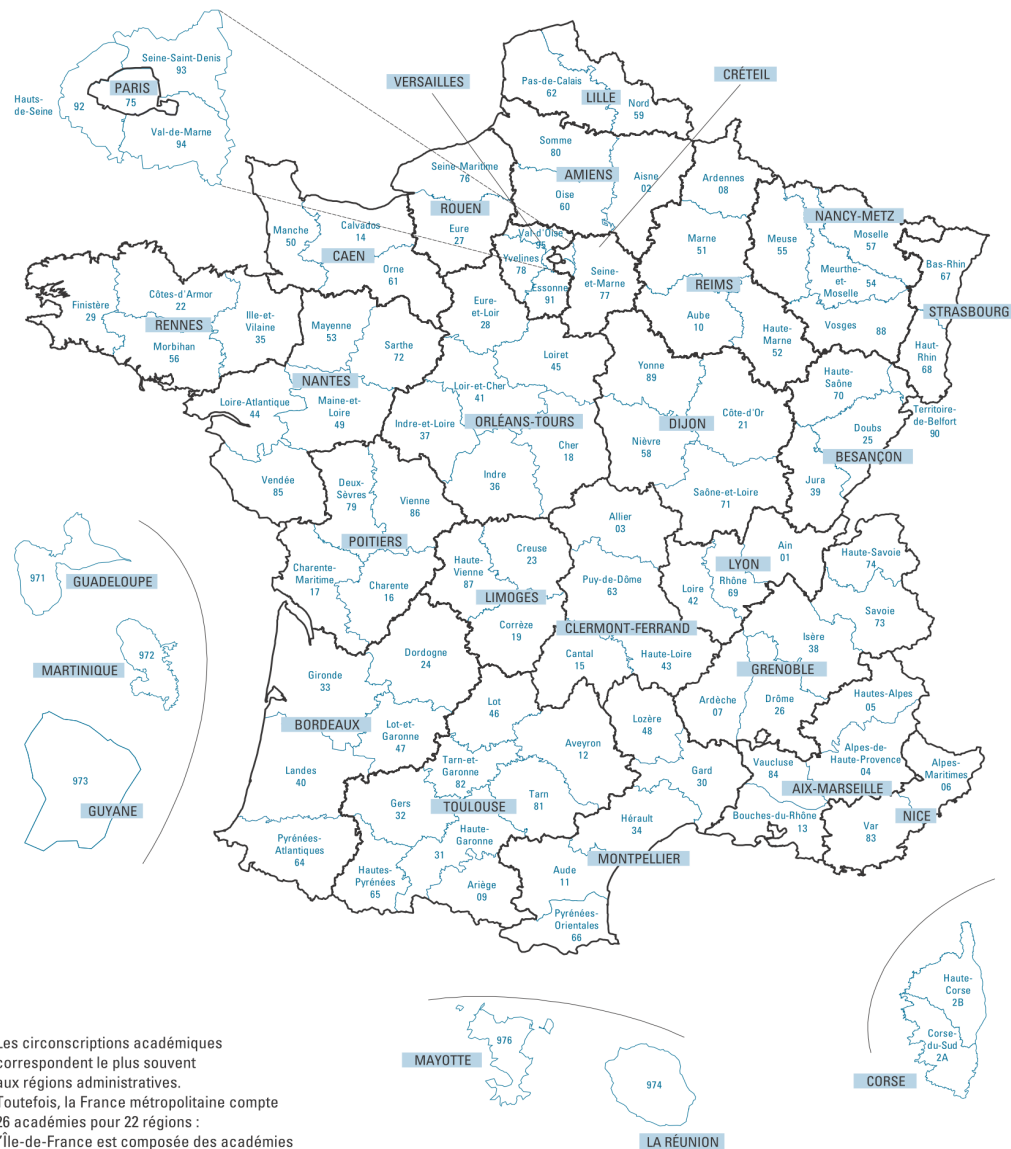 Seine-Saint-Denis
93
PARIS
75
Hauts-
de-Seine
92
Val-de-Marne
94
VERSAILLES
CRÉTEIL
Pas-de-Calais
62
LILLE
Nord
59
Somme
80
AMIENS
Aisne
02
Oise
60
Seine-Maritime
76
ROUEN
Eure
27
Ardennes
08
NANCY-METZ
Moselle
57
Marne
51
Meuse
55
Meurthe-
et-
Moselle
54
REIMS
Bas-Rhin
67
STRASBOURG
Haut-
Rhin
68
Vosges
88
Aube
10
Haute-
Marne
52
Manche
50
Calvados
14
CAEN
Orne
61
Val-d'Oise
95
Yvelines
78
Essonne
91
Seine-
et-Marne
77
Finistère
29
Côtes-d'Armor
22
RENNES
Morbihan
56
Ille-et
Vilaine
35
Mayenne
53
Sarthe
72
NANTES
Loire-Atlantique
44
Maine-et
Loire
49
Vendée
85
Eure-
et-Loir
28
Loiret
45
Loir-et-Cher
41
Indre-et-Loire
37
ORLÉANS-TOURS
Cher
18
Indre
36
Yonne
89
Côte-d'Or
21
DIJON
Nièvre
58
Saône-et-Loire
71
Haute-
Saône
70
Territoire-
de-Belfort
90
Doubs
25
BESANÇON
Jura
39
Deux-
Sèvres
79
Vienne
86
POITIERS
Charente-
Maritime
17
Charente
16
Haute-
Vienne
87
Creuse
23
LIMOGES
Corrèze
19
Allier
03
Puy-de-Dôme
63
CLERMONT-FERRAND
Cantal
15
Haute-Loire
43
Ain
01
LYON
Loire
42
Rhône
69
Haute-Savoie
74
Savoie
73
Isère
38
GRENOBLE
Ardèche
07
Drôme
26
971
GUADELOUPE
972
MARTINIQUE
973
GUYANE
Dordogne
24
Gironde
33
BORDEAUX
Lot-et-
Garonne
47
Landes
40
Pyrénées-
Atlantiques
64
Lot
46
Aveyron
12
Tarn-et-
Garonne
82
TOULOUSE
Tarn
81
Gers
32
Haute-
Garonne
31
Hautes-
Pyrénées
65
Ariège
09
Lozère
48
Gard
30
Hérault
34
MONTPELLIER
Aude
11
Pyrénées-
Orientales
66
Hautes-Alpes
05
Alpes-de-
Haute-Provence
04
Vaucluse
84
AIX-MARSEILLE
Bouches-du-Rhône
13
Alpes-
Maritimes
06
NICE
Var
83
Haute-
Corse
2B
Corse-
du-Sud
2A
CORSE
976
MAYOTTE
974
LA RÉUNION
Les circonscriptions académiques
correspondent le plus souvent
aux régions administratives.
Toutefois, la France métropolitaine compte
26 académies pour 22 régions :
l'Île-de-France est composée des académies